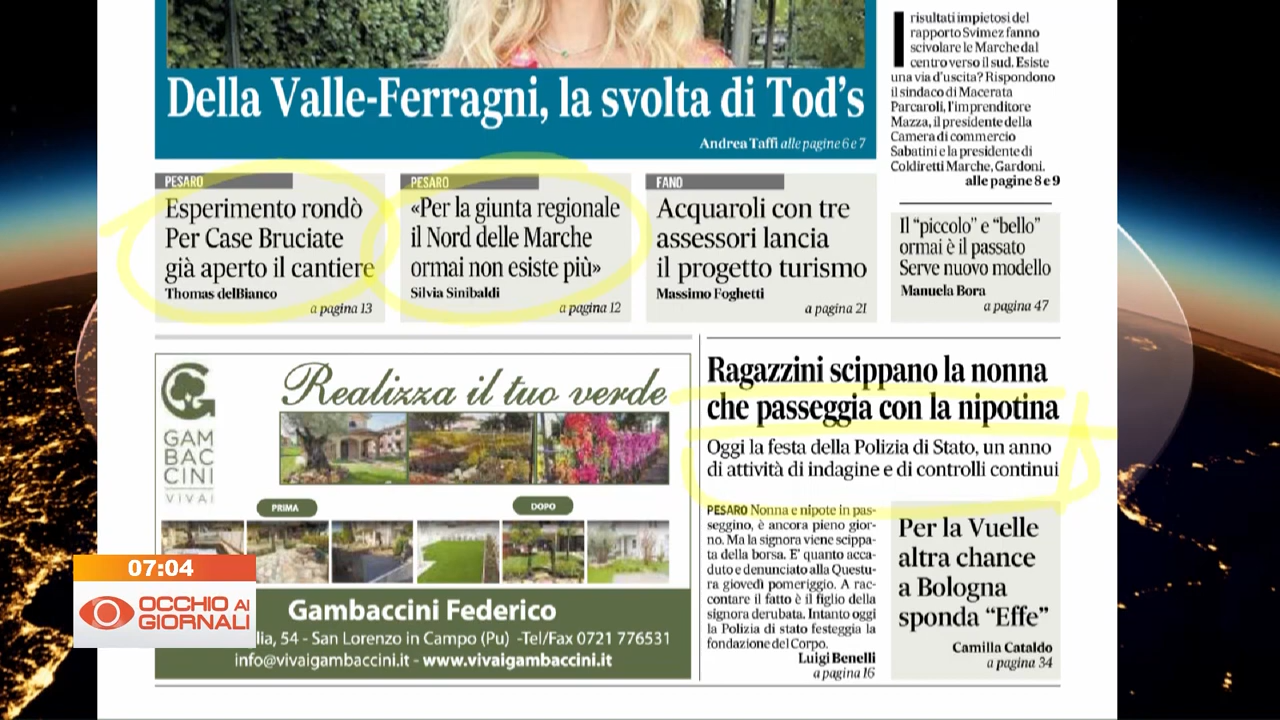 Della Valle-Ferragni, la svolta di Tod's
Andrea Taffi alle pagine 6 e 7
I risultati impietosi del
rapporto Svimez fanno
scivolare le Marche dal
centro verso il sud. Esiste
una via d'uscita? Rispondono
il sindaco di Macerata
Parcaroli, l'imprenditore
Mazza, il presidente della
Camera di commercio
Sabatini e la presidente di
Coldiretti Marche, Gardoni.
alle pagine 8 e 9
PESARO
Esperimento rondò
Per Case Bruciate
già aperto il cantiere
Thomas delBianco
a pagina 13
PESARO
«Per la giunta regionale
il Nord delle Marche
ormai non esiste più»
Silvia Sinibaldi
a pagina 12
FANO
Acquaroli con tre
assessori lancia
il progetto turismo
Massimo Foghetti
a pagina 21
Il "piccolo" e "bello"
ormai è il passato
Serve nuovo modello
Manuela Bora
a pagina 47
GAM
BAC
CINI
VIVAI
Realizza il tuo verde
PRIMA
DOPO
Gambaccini Federico
lia, 54 - San Lorenzo in Campo (Pu) -Tel/Fax 0721 776531
info@vivaigambaccini.it - www.vivaigambaccini.it
Ragazzini scippano la nonna
che passeggia con la nipotina
Oggi la festa della Polizia di Stato, un anno
di attività di indagine e di controlli continui
PESARO Nonna e nipote in pas-
seggino, è ancora pieno gior-
no. Ma la signora viene scippa-
ta della borsa. E' quanto acca-
duto e denunciato alla Questu-
ra giovedì pomeriggio. A rac-
contare il fatto è il figlio della
signora derubata. Intanto oggi
la Polizia di stato festeggia la
fondazione del Corpo.
Luigi Benelli
a pagina 16
Per la Vuelle
altra chance
a Bologna
sponda "Effe"
Camilla Cataldo
a pagina 34
07:04
OCCHIO AI
GIORNALI